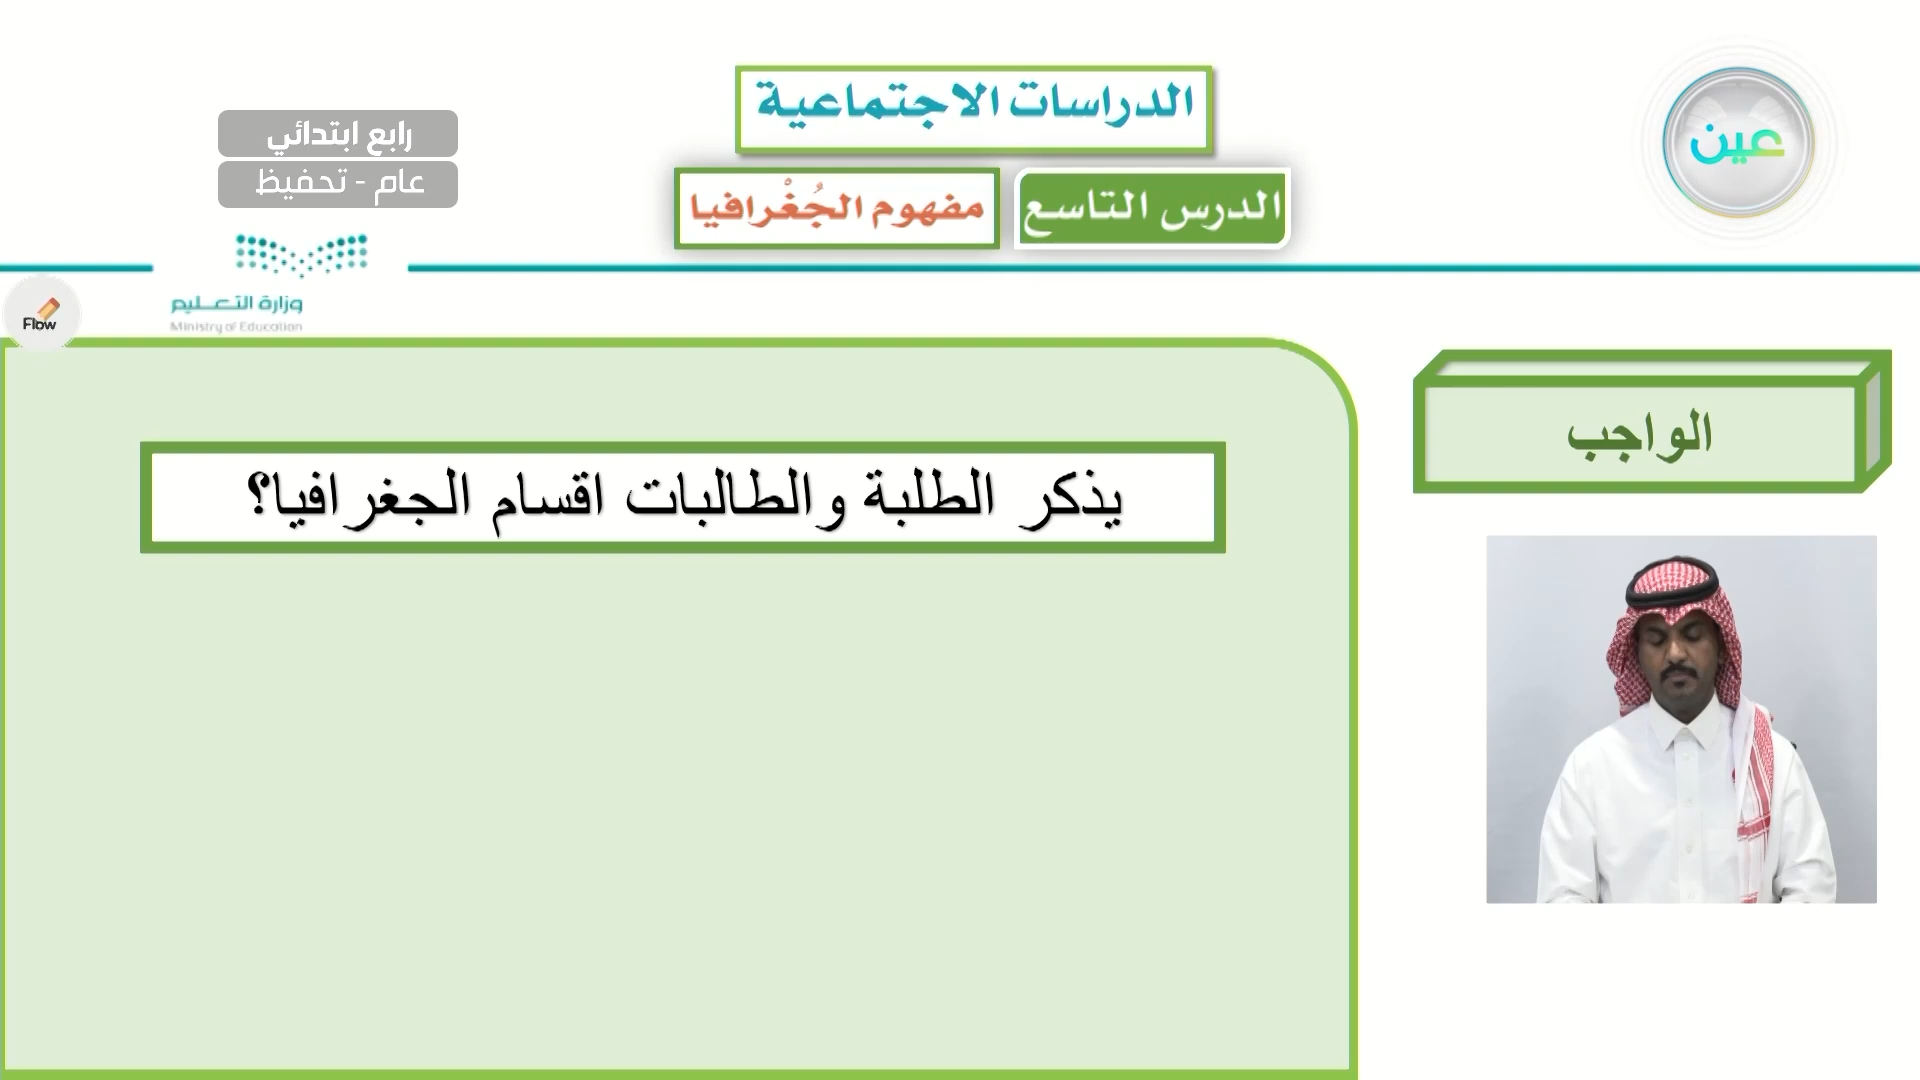 الدراسات الاجتماعية
الدرس التاسع
مفهوم الجُغْرافيا
عين
رابع ابتدائي
عام - تحفيظ
وزارة التعليم
Ministry of Education
Flow
الواجب
يذكر الطلبة والطالبات اقسام الجغرافيا؟